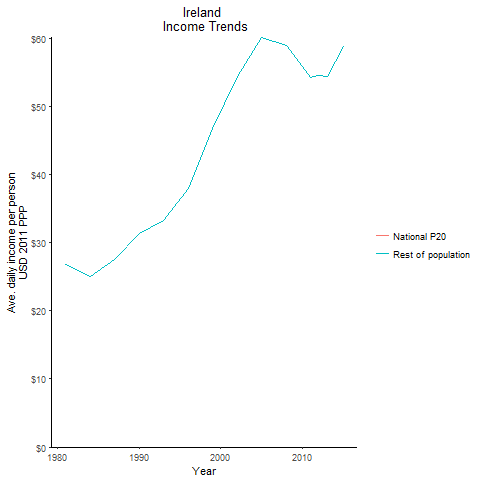 Ireland
Income Trends
$60
$50
$40
$30
$20
$10
$0
Ave. daily income per person
USD 2011 PPP
1980
1990
2000
2010
Year
National P20
Rest of population